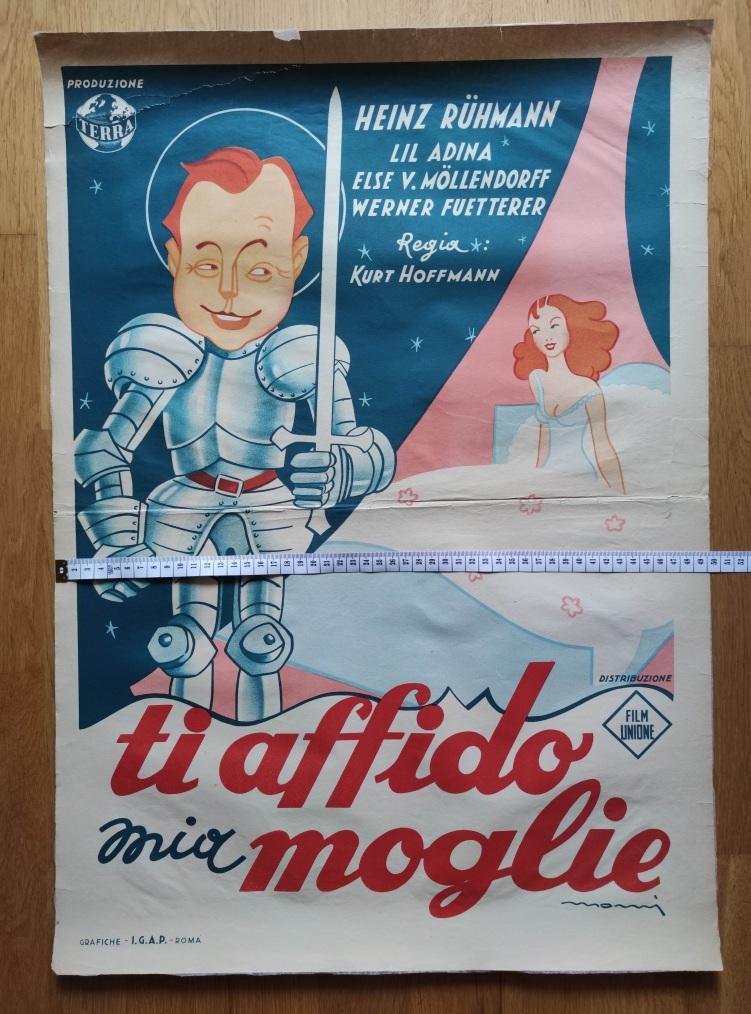 PRODUZIONE
TERRA
HEINZ RÜHMANN
LIL ADINA
ELSE V. MÖLLENDORFF
WERNER FUETTERER
Regia:
KURT HOFFMANN
DISTRIBUZIONE
FILM
UNIONE
ti affido
mia moglie
GRAFICHE - I.G.A.P. - ROMA